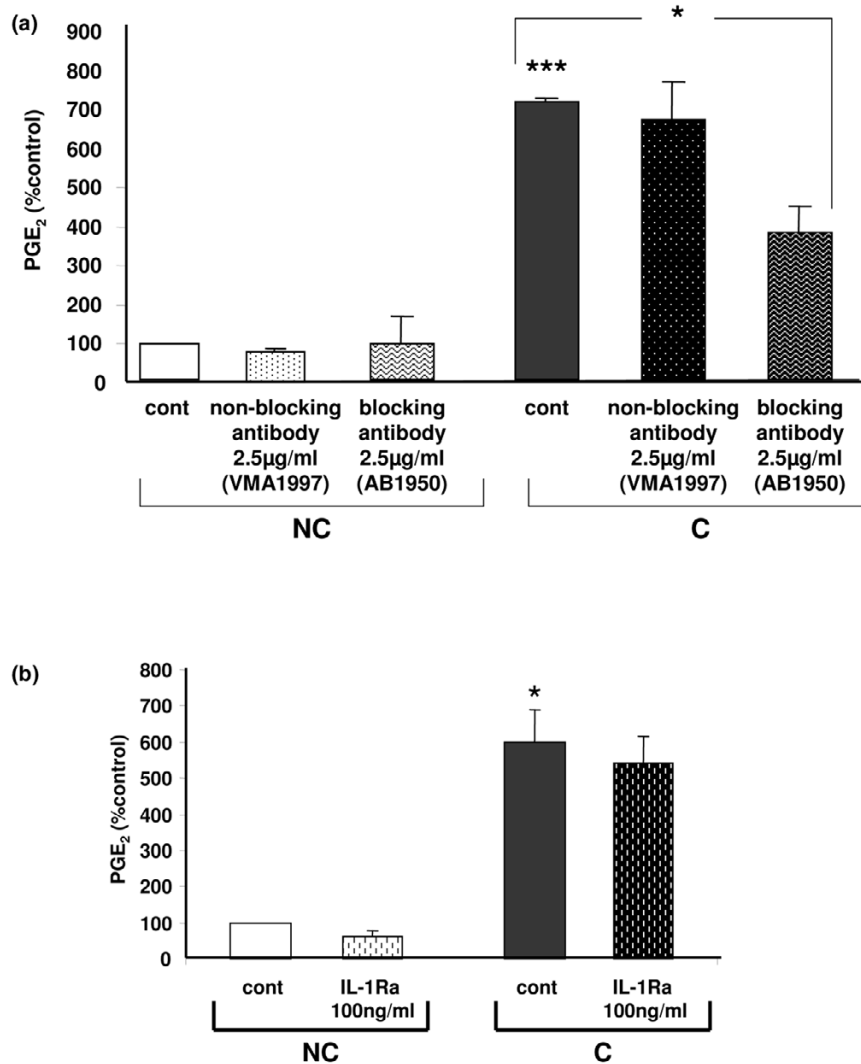 (a)
900
800
700
600
500
400
300
200
100
0
PGE₂ (%control)
***
*
cont
non-blocking
antibody
2.5µg/ml
(VMA1997)
blocking
antibody
2.5µg/ml
(AB1950)
cont
non-blocking
antibody
2.5µg/ml
(VMA1997)
blocking
antibody
2.5µg/ml
(AB1950)
NC
C
(b)
800
700
600
500
400
300
200
100
0
PGE₂ (%control)
*
cont
IL-1Ra
100ng/ml
cont
IL-1Ra
100ng/ml
NC
C